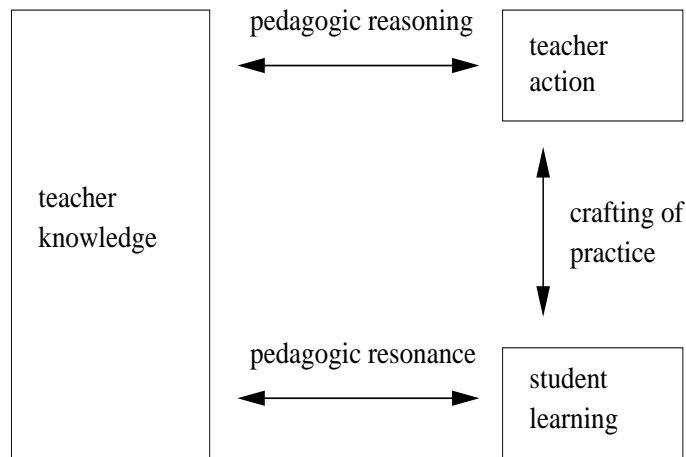 pedagogic reasoning
teacher
action
teacher
knowledge
crafting of
practice
pedagogic resonance
student
learning